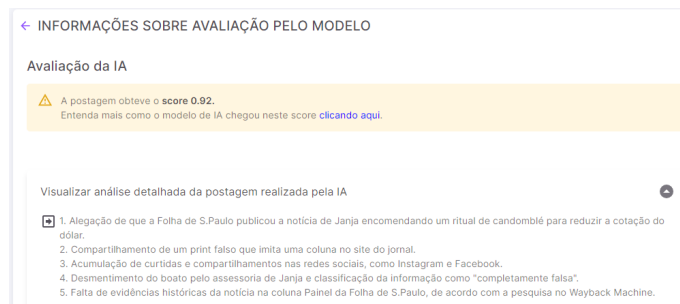 ← INFORMAÇÕES SOBRE AVALIAÇÃO PELO MODELO
Avaliação da IA
A postagem obteve o score 0.92.
Entenda mais como o modelo de IA chegou neste score clicando aqui.
Visualizar análise detalhada da postagem realizada pela IA
1. Alegação de que a Folha de S.Paulo publicou a notícia de Janja encomendando um ritual de candomblé para reduzir a cotação do
dólar.
2. Compartilhamento de um print falso que imita uma coluna no site do jornal.
3. Acumulação de curtidas e compartilhamentos nas redes sociais, como Instagram e Facebook.
4. Desmentimento do boato pelo assessoria de Janja e classificação da informação como "completamente falsa".
5. Falta de evidências históricas da notícia na coluna Painel da Folha de S.Paulo, de acordo com a pesquisa no Wayback Machine.